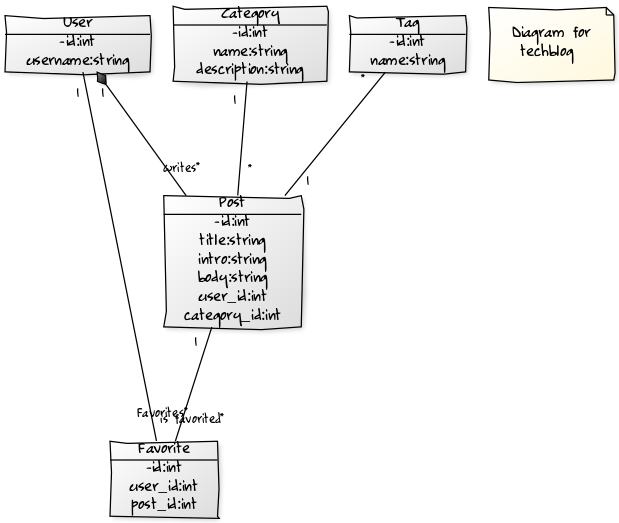 User
-id:int
username:string
Category
-id:int
name:string
description:string
Tag
-id:int
name:string
Diagram for
techblog
1
1
1
*
writes*
*
1
Post
-id:int
title:string
intro:string
body:string
user_id:int
category_id:int
1
Favorites*
is favorited*
Favorite
-id:int
user_id:int
post_id:int